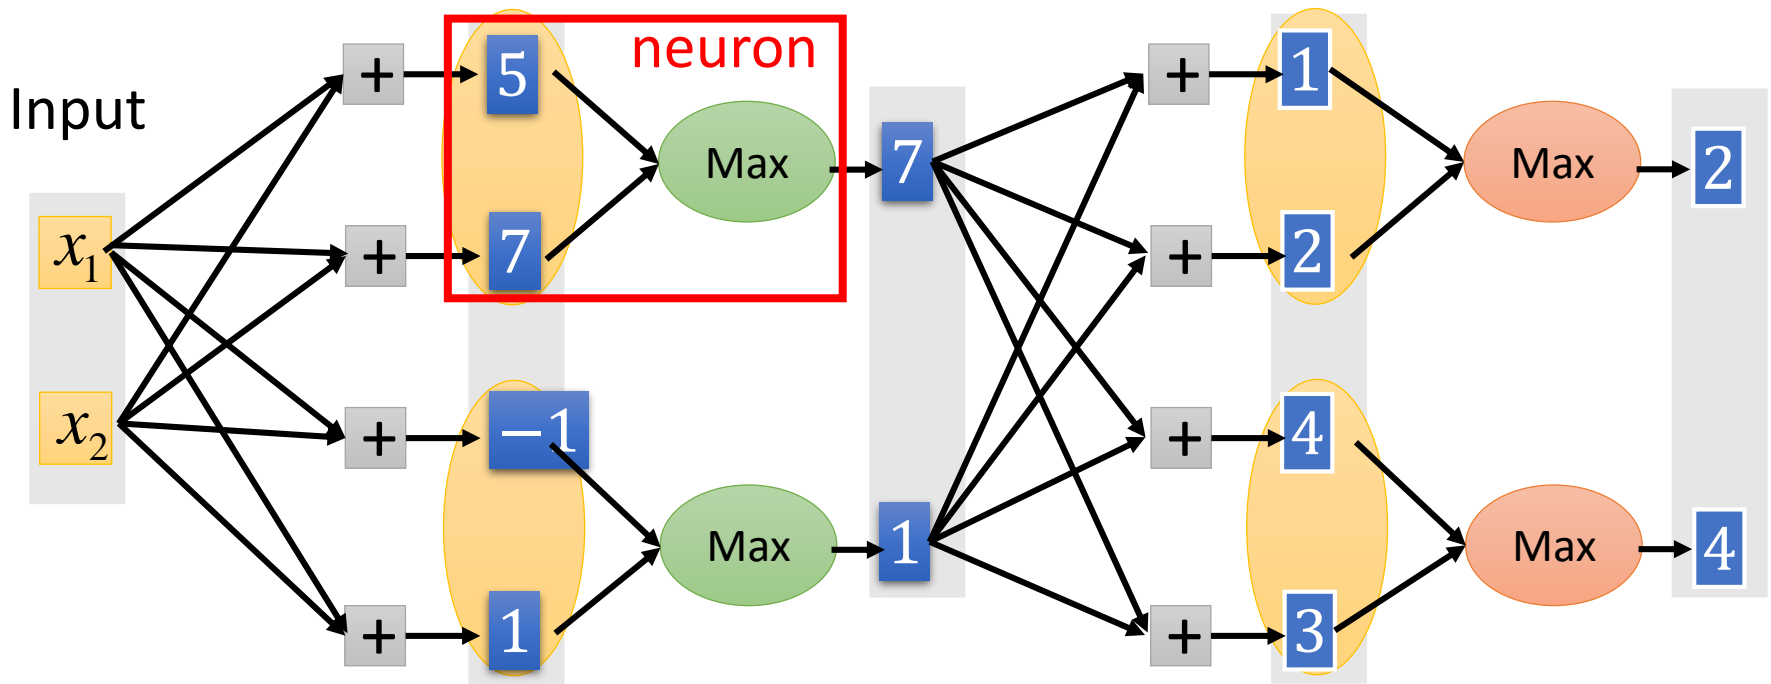 neuron
Input
+
5
+
1
Max
7
Max
2
x₁
+
7
+
2
x₂
+
−1
+
4
Max
1
Max
4
+
1
+
3